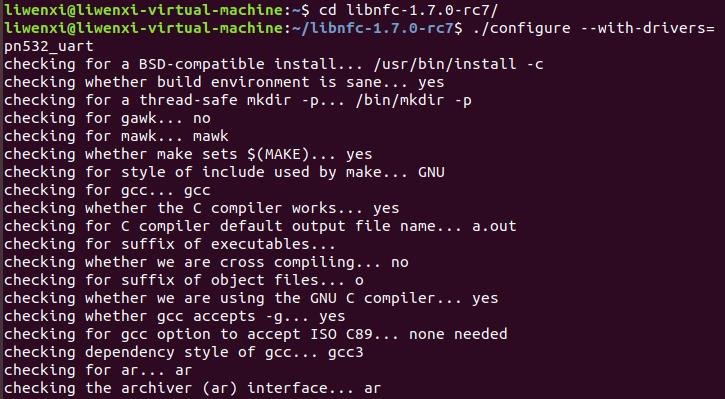 liwenxi@liwenxi-virtual-machine:~$ cd libnfc-1.7.0-rc7/
liwenxi@liwenxi-virtual-machine:~/libnfc-1.7.0-rc7$ ./configure --with-drivers=
pn532_uart
checking for a BSD-compatible install... /usr/bin/install -c
checking whether build environment is sane... yes
checking for a thread-safe mkdir -p... /bin/mkdir -p
checking for gawk... no
checking for mawk... mawk
checking whether make sets $(MAKE)... yes
checking for style of include used by make... GNU
checking for gcc... gcc
checking whether the C compiler works... yes
checking for C compiler default output file name... a.out
checking for suffix of executables...
checking whether we are cross compiling... no
checking for suffix of object files... o
checking whether we are using the GNU C compiler... yes
checking whether gcc accepts -g... yes
checking for gcc option to accept ISO C89... none needed
checking dependency style of gcc... gcc3
checking for ar... ar
checking the archiver (ar) interface... ar